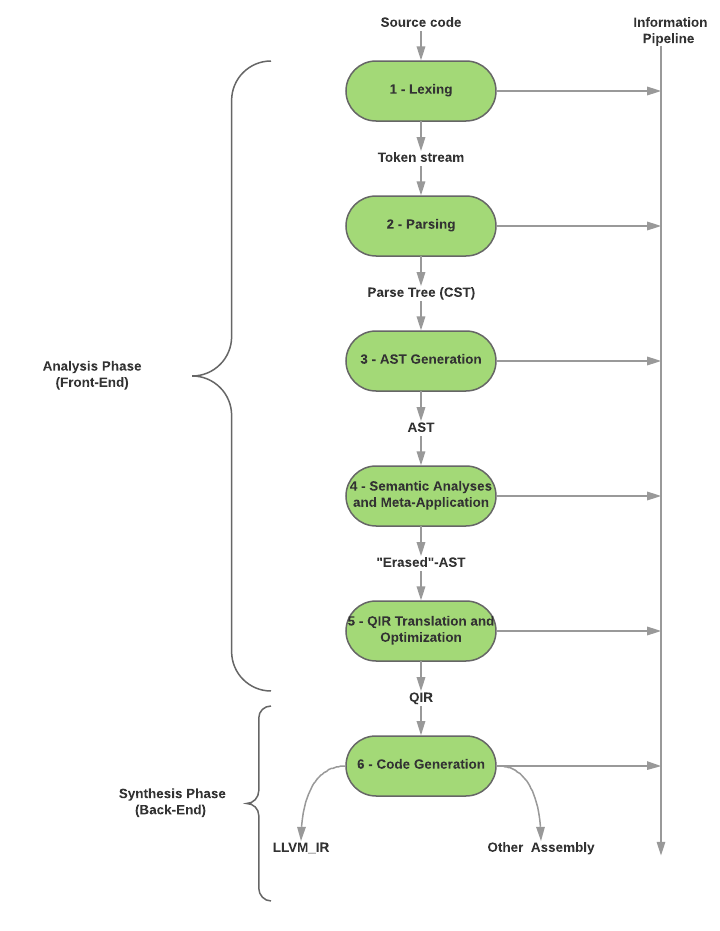 Source code
Information
Pipeline
1 - Lexing
Token stream
2 - Parsing
Parse Tree (CST)
Analysis Phase
(Front-End)
3 - AST Generation
AST
4 - Semantic Analyses
and Meta-Application
"Erased"-AST
5 - QIR Translation and
Optimization
QIR
6 - Code Generation
Synthesis Phase
(Back-End)
LLVM_IR
Other  Assembly